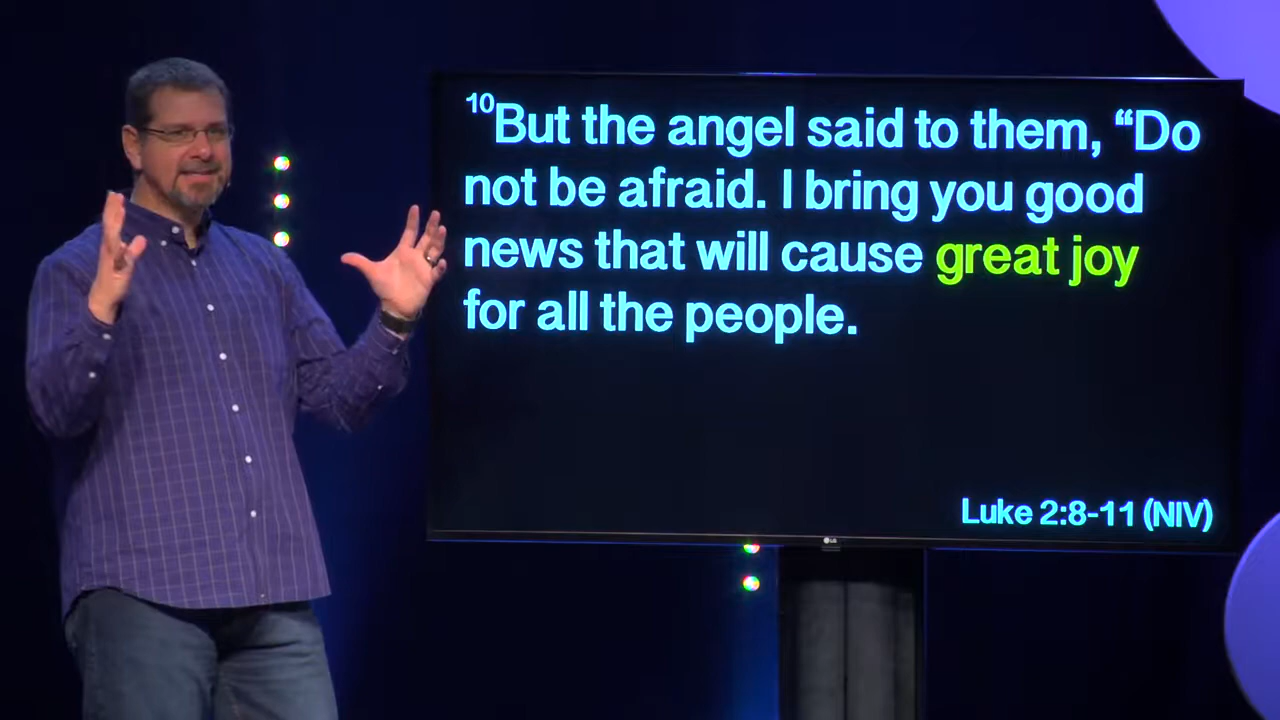 10But the angel said to them, “Do
not be afraid. I bring you good
news that will cause great joy
for all the people.
Luke 2:8-11 (NIV)
LG